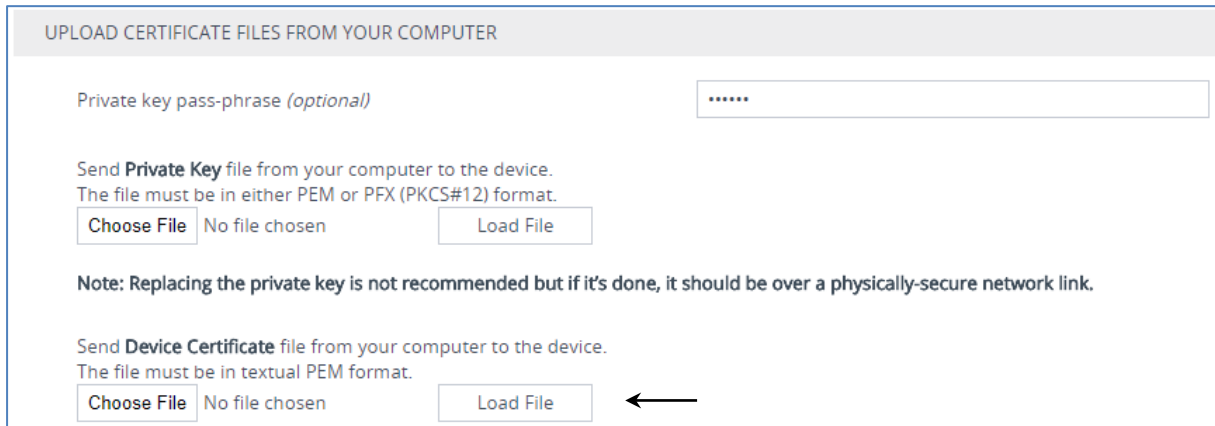 UPLOAD CERTIFICATE FILES FROM YOUR COMPUTER
Private key pass-phrase (optional) ••••••
Send Private Key file from your computer to the device.
The file must be in either PEM or PFX (PKCS#12) format.
Choose File No file chosen Load File
Note: Replacing the private key is not recommended but if it's done, it should be over a physically-secure network link.
Send Device Certificate file from your computer to the device.
The file must be in textual PEM format.
Choose File No file chosen Load File